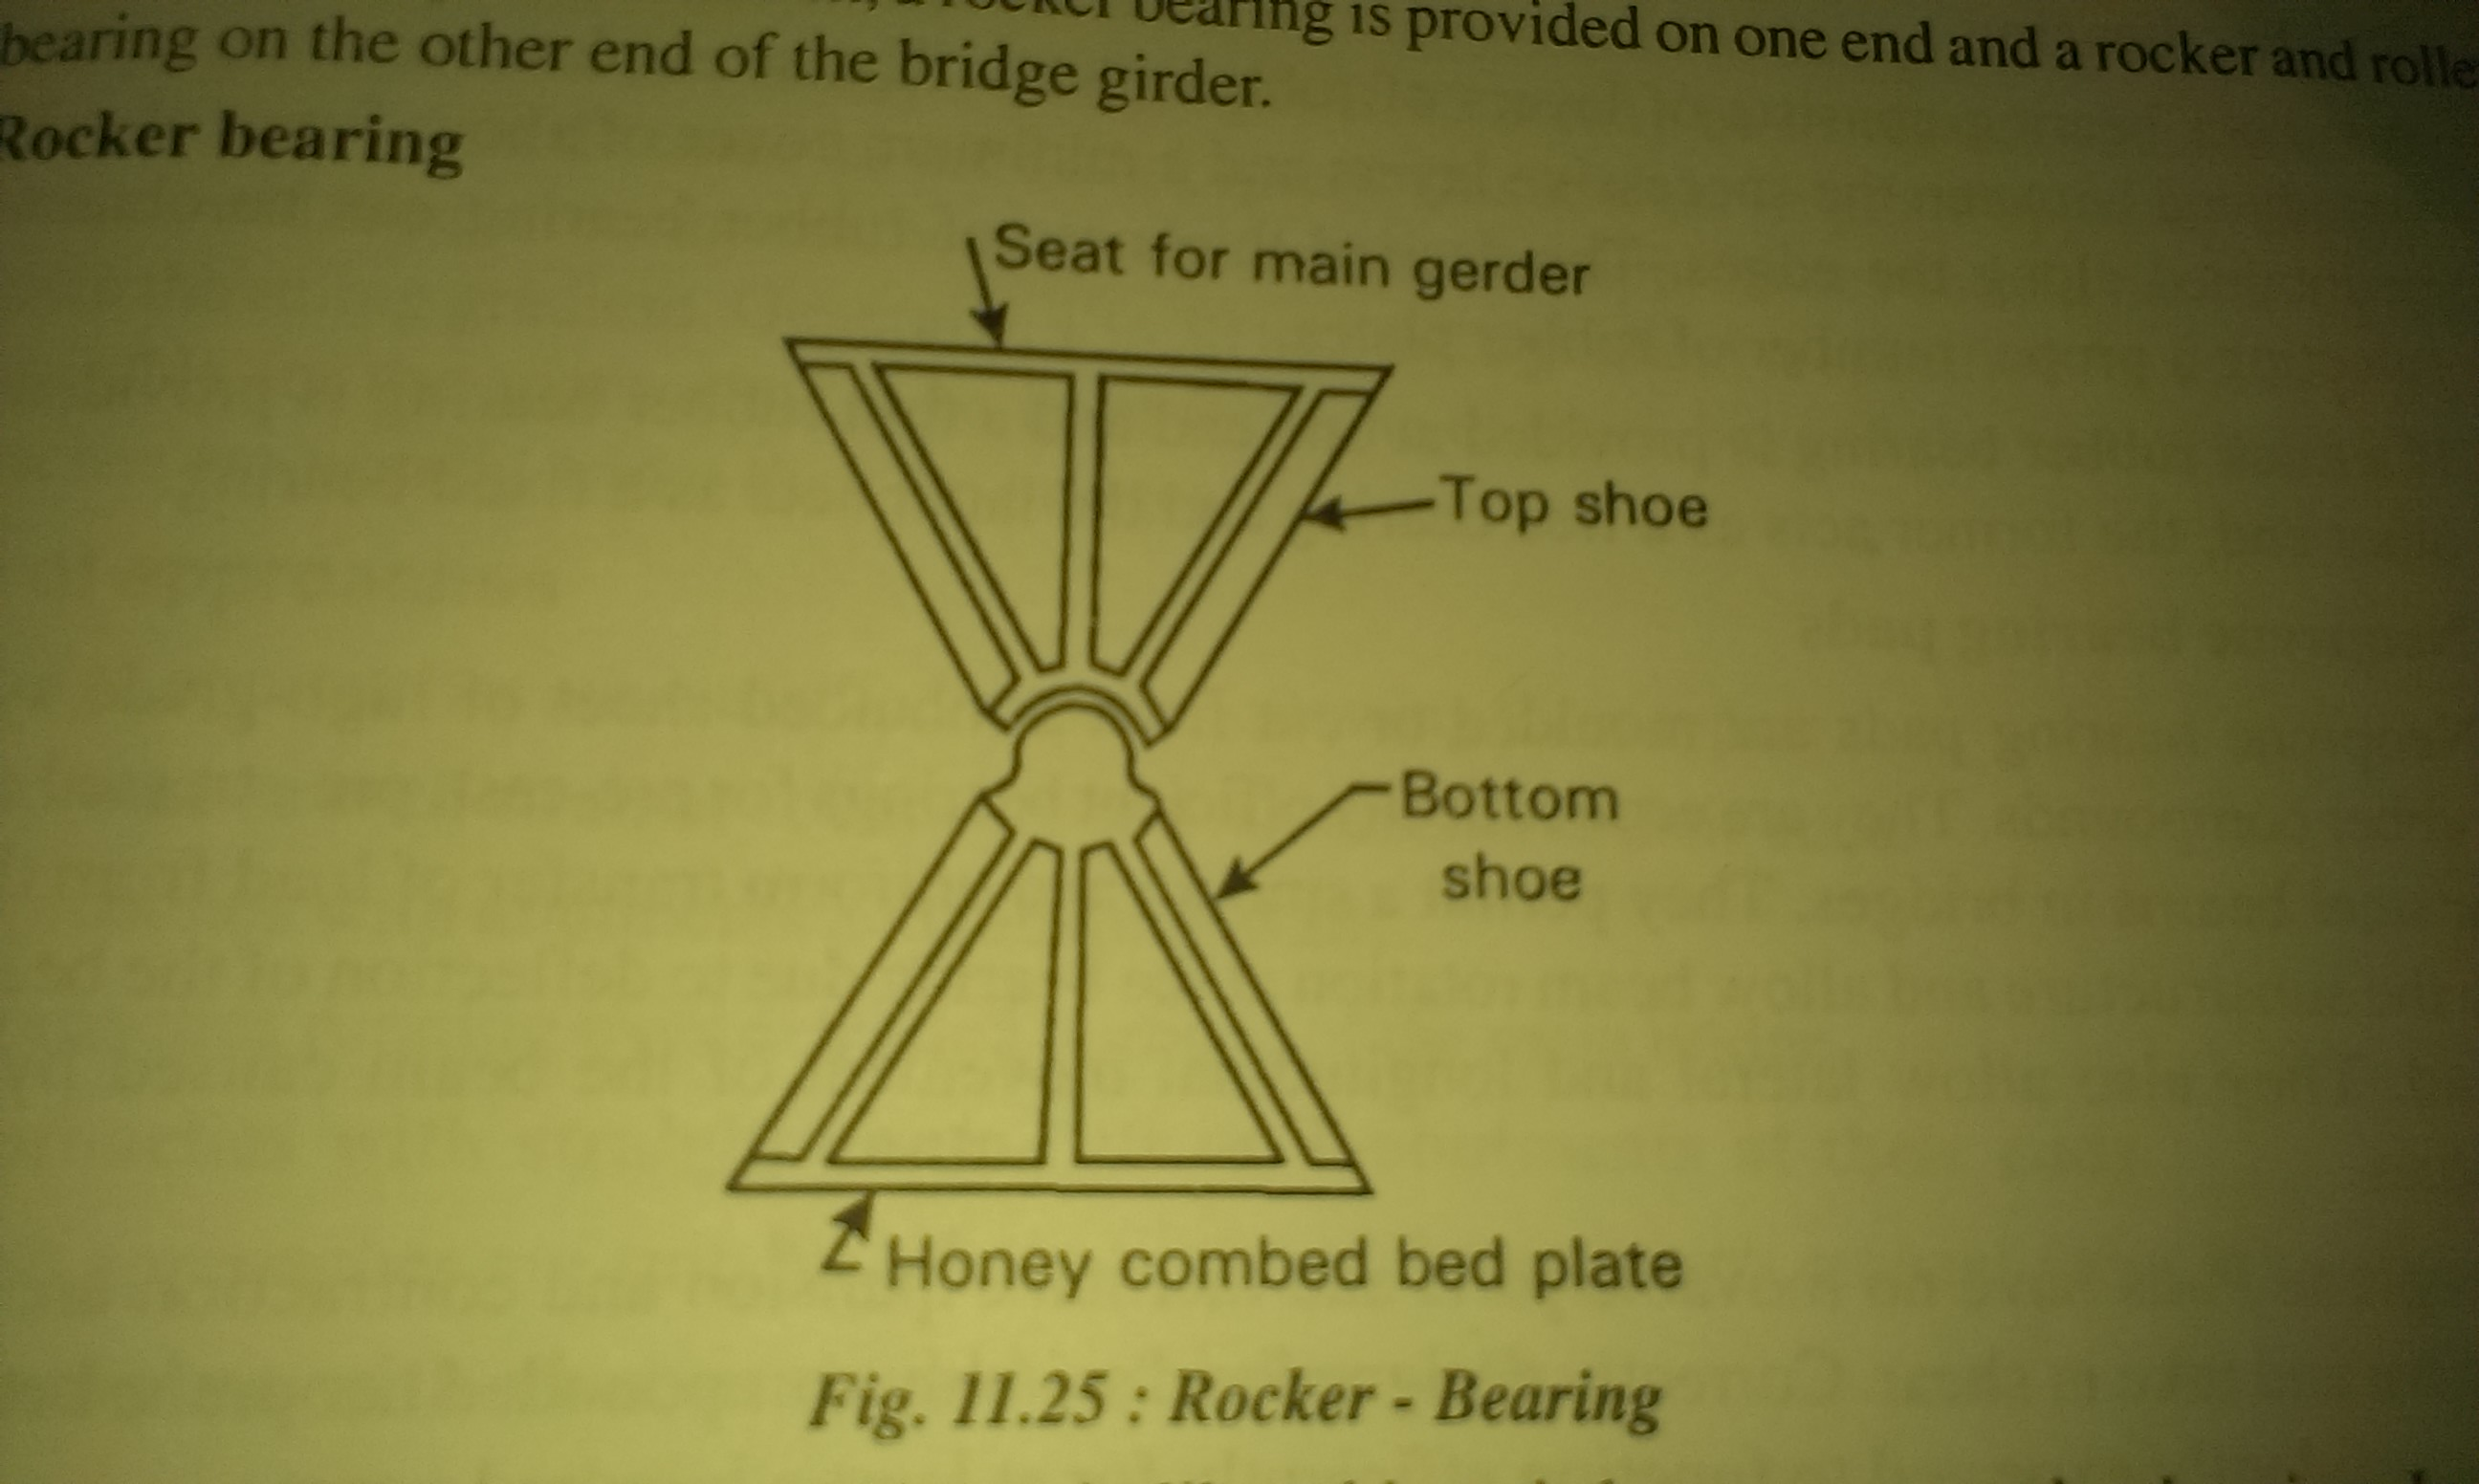 bearing is provided on one end and a rocker and rolle
bearing on the other end of the bridge girder.
Rocker bearing
Seat for main gerder
Top shoe
Bottom
shoe
Honey combed bed plate
Fig. 11.25 : Rocker - Bearing